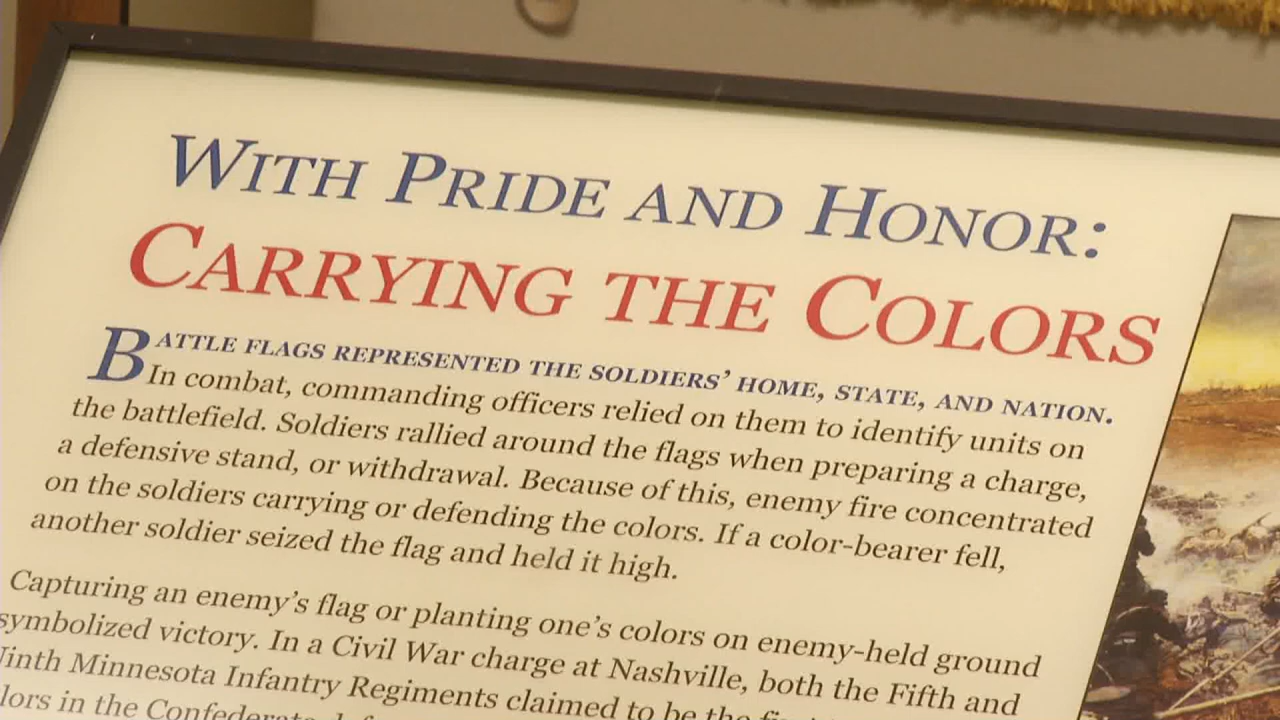 WITH PRIDE AND HONOR:
CARRYING THE COLORS
BATTLE FLAGS REPRESENTED THE SOLDIERS' HOME, STATE, AND NATION.
In combat, commanding officers relied on them to identify units on
the battlefield. Soldiers rallied around the flags when preparing a charge,
a defensive stand, or withdrawal. Because of this, enemy fire concentrated
on the soldiers carrying or defending the colors. If a color-bearer fell,
another soldier seized the flag and held it high.
Capturing an enemy's flag or planting one's colors on enemy-held ground
symbolized victory. In a Civil War charge at Nashville, both the Fifth and
Ninth Minnesota Infantry Regiments claimed to be the
in the Confederate